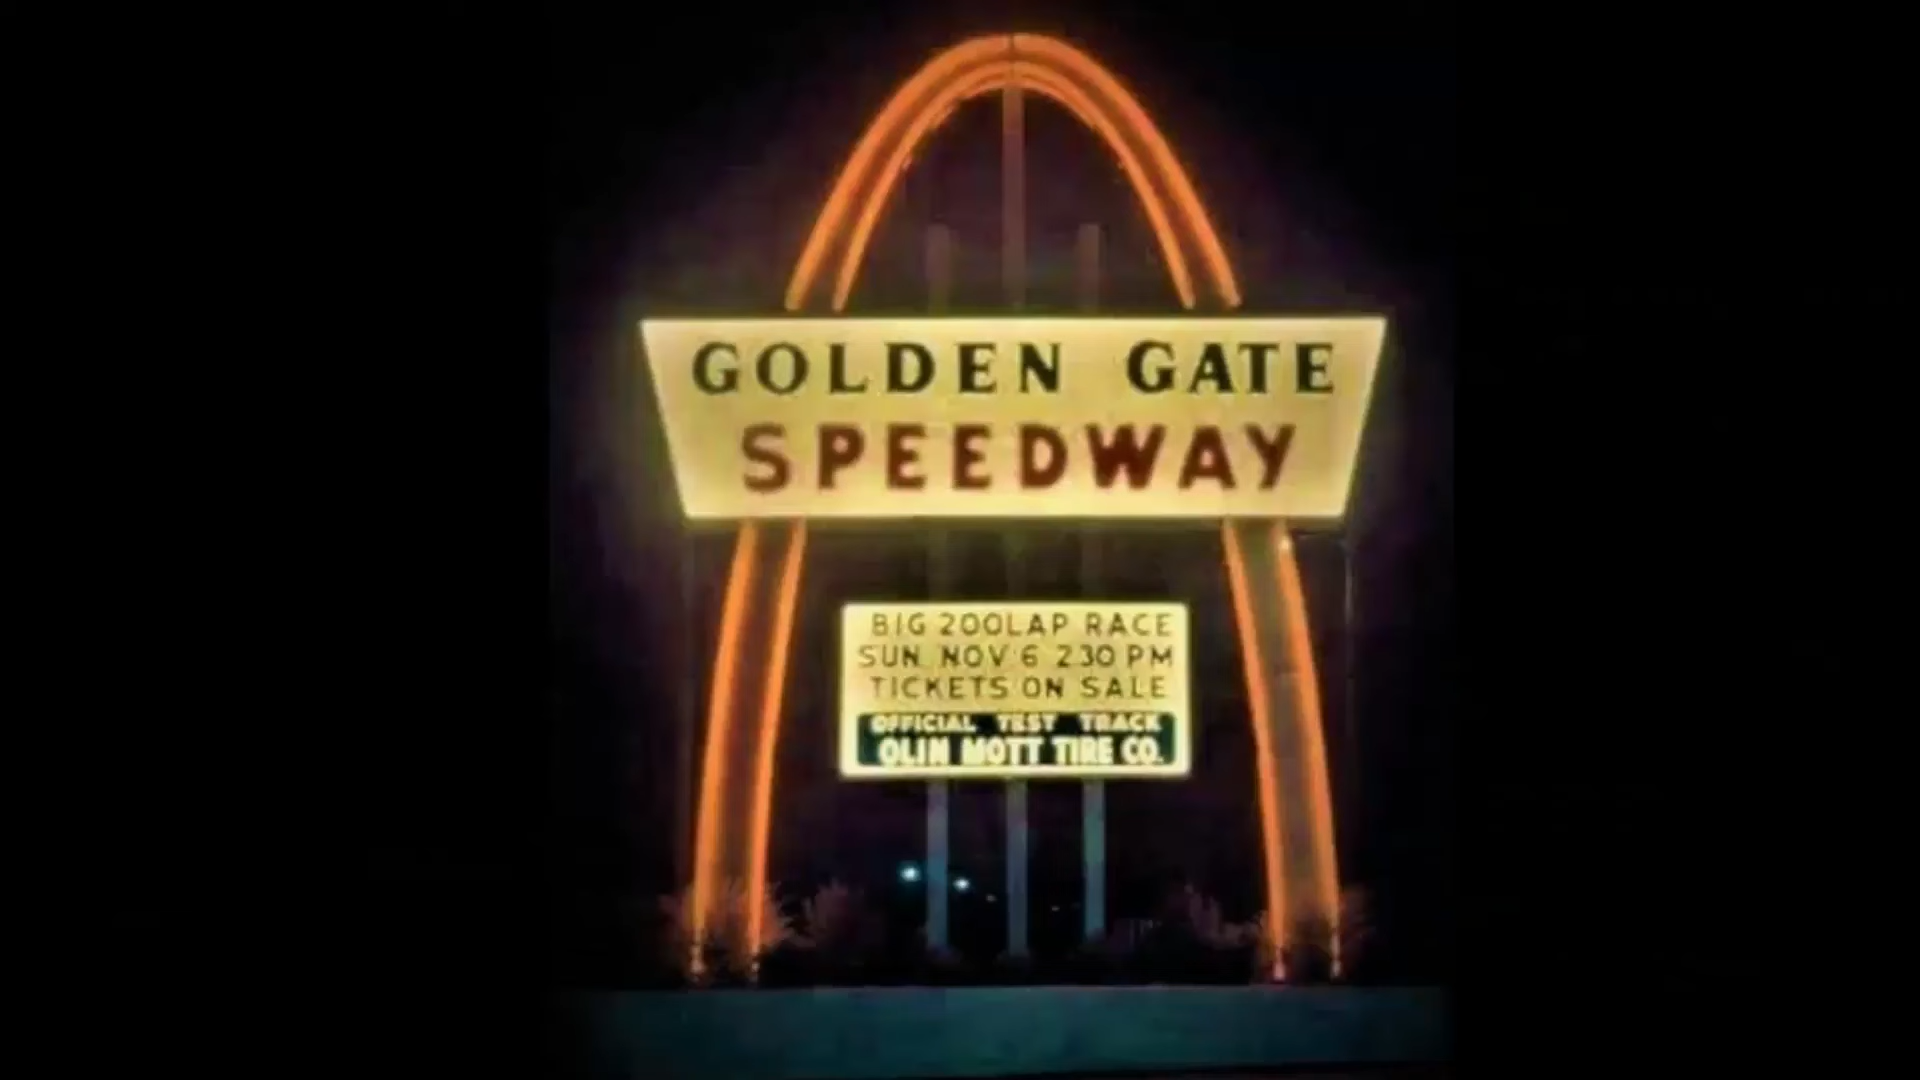 GOLDEN GATE
SPEEDWAY
BIG 200LAP RACE
SUN NOV 6 230 PM
TICKETS ON SALE
OFFICIAL TEST TRACK
OLIN MOTT TIRE CO.